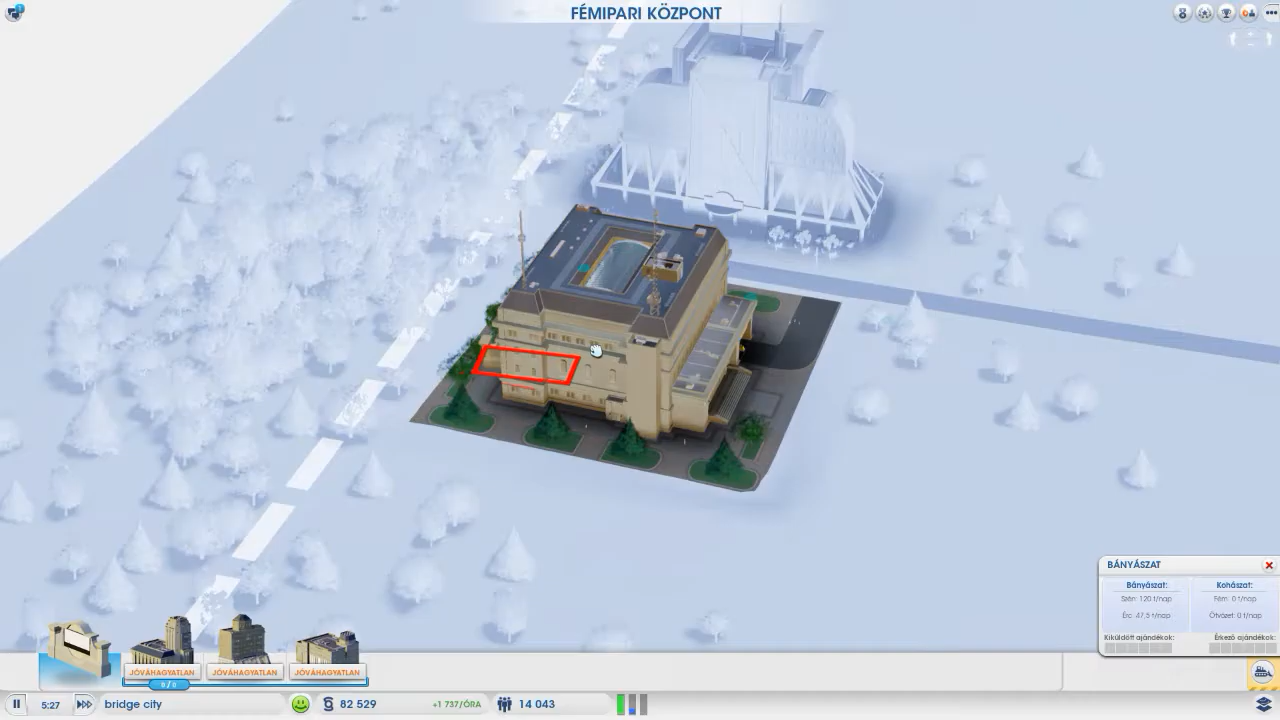 FÉMIPARI KÖZPONT
BÁNYÁSZAT
Bányászat:
Kohászat:
Szén: 120 t/nap
Fém: 0 t/nap
Érc: 47,5 t/nap
Ötvözet: 0 t/nap
Kiküldött ajándékok:
Érkező ajándékok:
JÓVÁHAGYATLAN
JÓVÁHAGYATLAN
JÓVÁHAGYATLAN
0 / 0
5:27
bridge city
82 529
+1 737/ÓRA
14 043